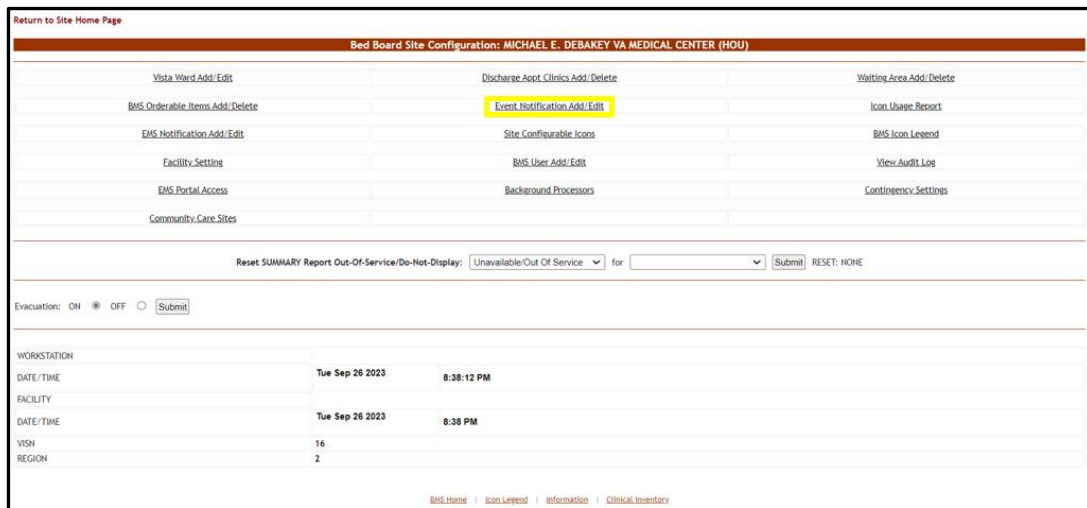 Return to Site Home Page
Bed Board Site Configuration: MICHAEL E. DEBAKEY VA MEDICAL CENTER (HOU)
Vista Ward Add/Edit Discharge Appt Clinics Add/Delete Waiting Area Add/Delete
BMS Orderable Items Add/Delete Event Notification Add/Edit Icon Usage Report
EMS Notification Add/Edit Site Configurable Icons BMS Icon Legend
Facility Setting BMS User Add/Edit View Audit Log
EMS Portal Access Background Processors Contingency Settings
Community Care Sites
Reset SUMMARY Report Out-Of-Service/Do-Not-Display: Unavailable/Out Of Service for Submit RESET: NONE
Evacuation: ON OFF Submit
WORKSTATION
DATE/TIME Tue Sep 26 2023 8:38:12 PM
FACILITY
DATE/TIME Tue Sep 26 2023 8:38 PM
VISN 16
REGION 2
BMS Home | Icon Legend | Information | Clinical Inventory